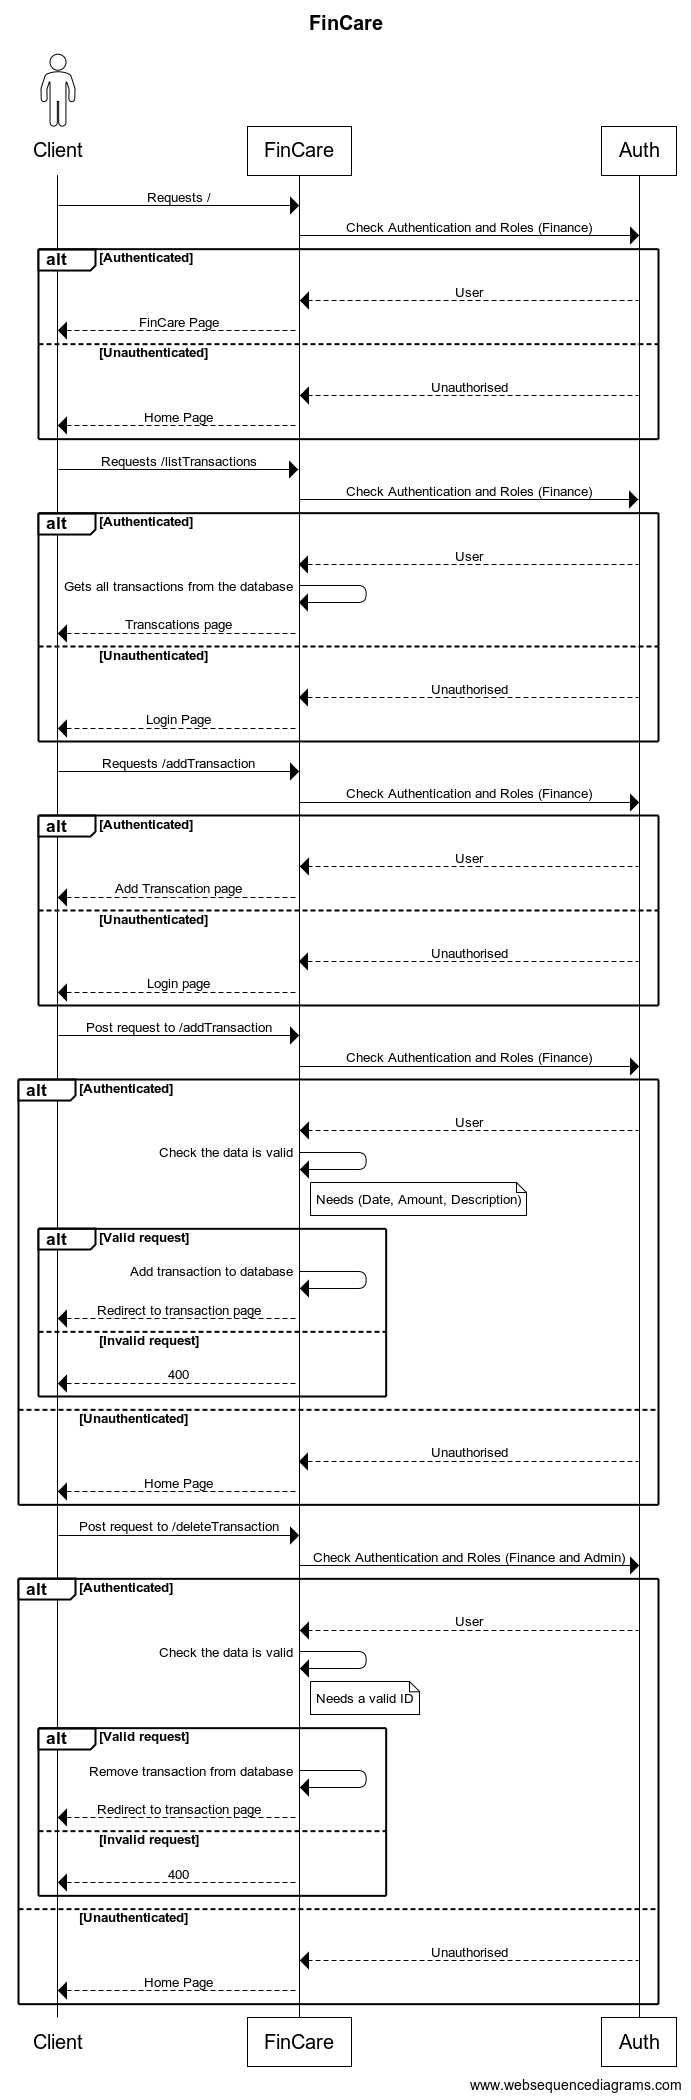 FinCare
Client
FinCare
Auth
Requests /
Check Authentication and Roles (Finance)
alt
[Authenticated]
User
FinCare Page
[Unauthenticated]
Unauthorised
Home Page
Requests /listTransactions
Check Authentication and Roles (Finance)
alt
[Authenticated]
User
Gets all transactions from the database
Transcations page
[Unauthenticated]
Unauthorised
Login Page
Requests /addTransaction
Check Authentication and Roles (Finance)
alt
[Authenticated]
User
Add Transcation page
[Unauthenticated]
Unauthorised
Login page
Post request to /addTransaction
Check Authentication and Roles (Finance)
alt
[Authenticated]
User
Check the data is valid
Needs (Date, Amount, Description)
alt
[Valid request]
Add transaction to database
Redirect to transaction page
[Invalid request]
400
[Unauthenticated]
Unauthorised
Home Page
Post request to /deleteTransaction
Check Authentication and Roles (Finance and Admin)
alt
[Authenticated]
User
Check the data is valid
Needs a valid ID
alt
[Valid request]
Remove transaction from database
Redirect to transaction page
[Invalid request]
400
[Unauthenticated]
Unauthorised
Home Page
Client
FinCare
Auth
www.websequencediagrams.com